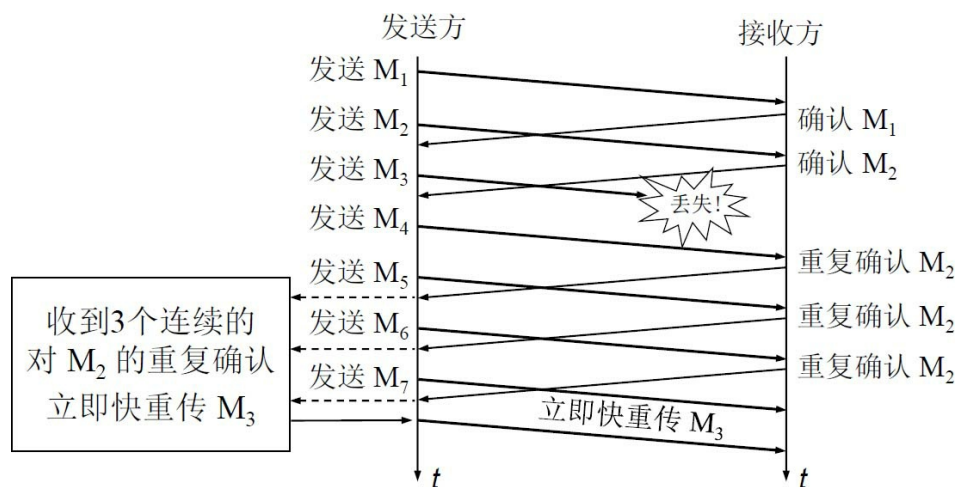 发送方
接收方
发送 M₁
发送 M₂
确认 M₁
确认 M₂
发送 M₃
丢失!
发送 M₄
重复确认 M₂
发送 M₅
重复确认 M₂
发送 M₆
重复确认 M₂
发送 M₇
收到3个连续的
对 M₂ 的重复确认
立即快重传 M₃
立即快重传 M₃
t
t